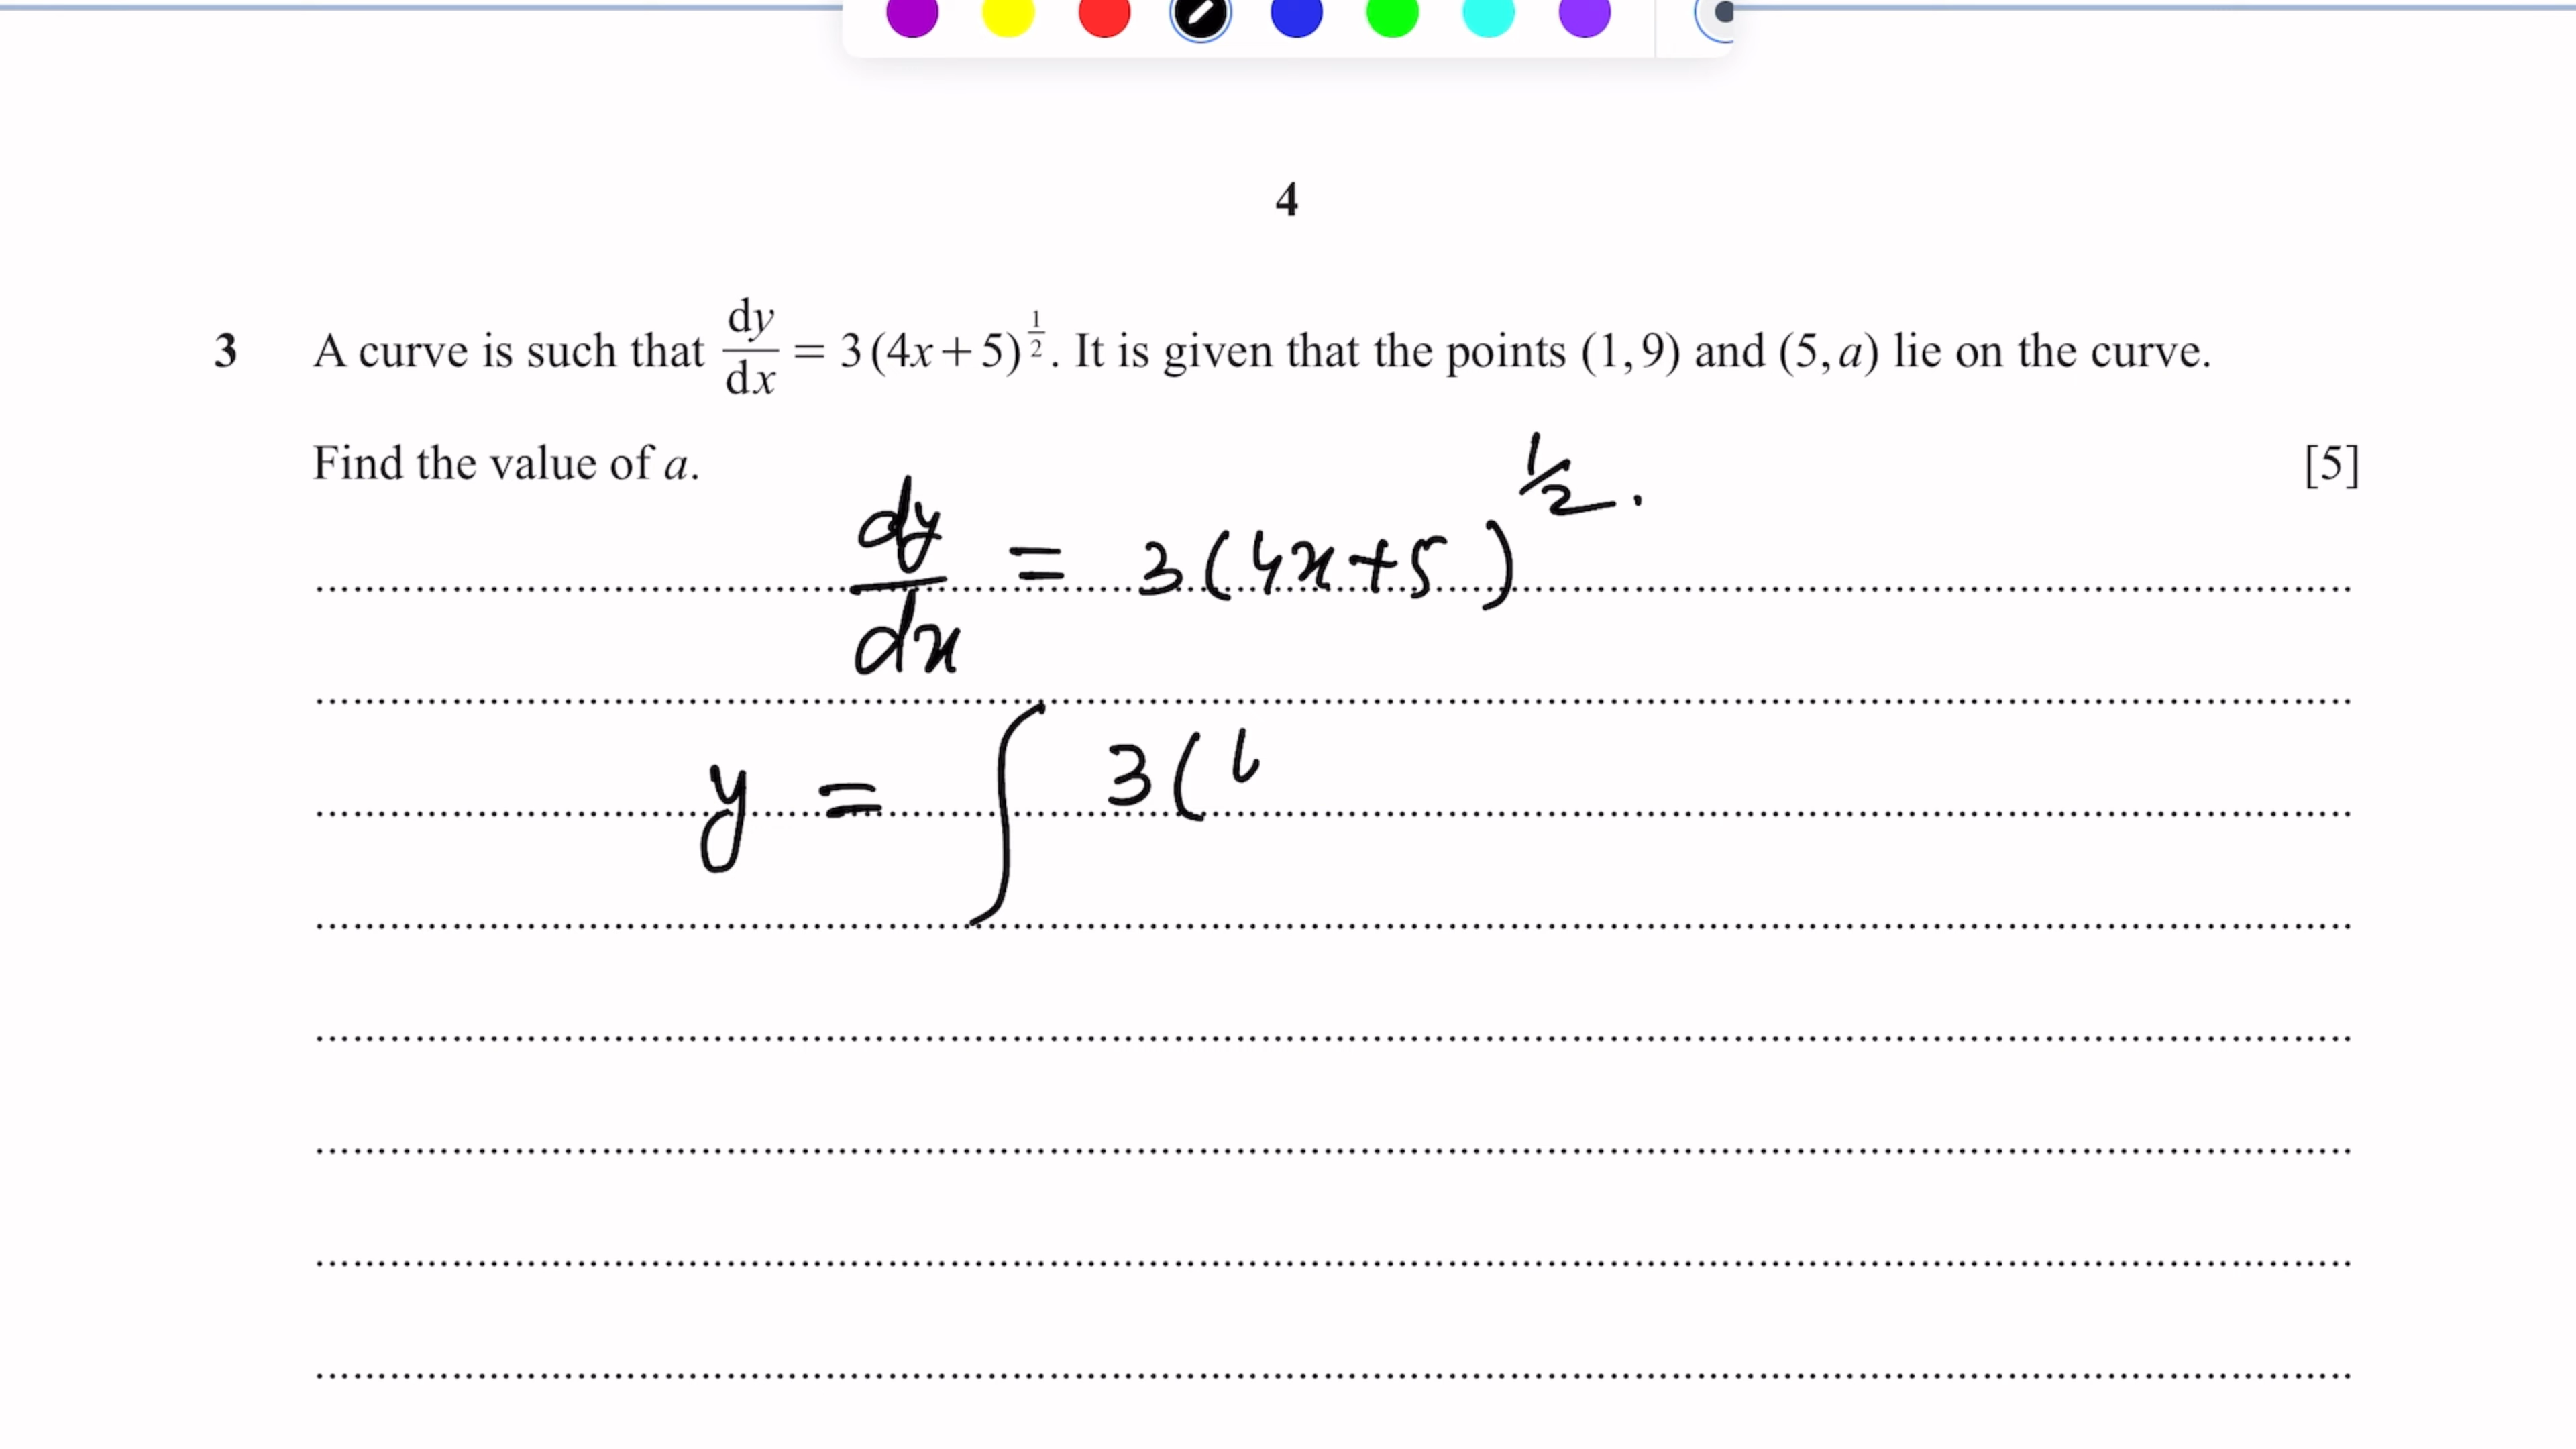 4
3 A curve is such that dy/dx = 3(4x+5)^(1/2). It is given that the points (1,9) and (5,a) lie on the curve.
Find the value of a. [5]
dy/dx = 3(4x+5)^(1/2).
y = ∫ 3(